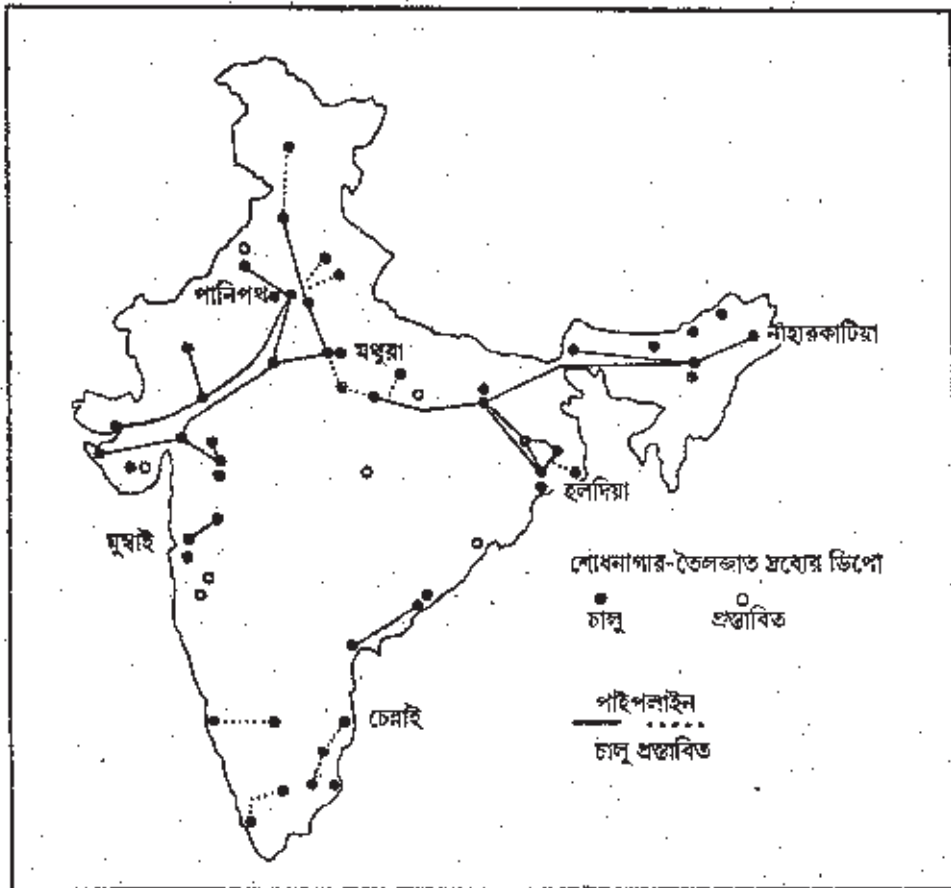 পানিপথ
মথুরা
নাহারকাটিয়া
হলদিয়া
মুম্বাই
শোধনাগার-তৈলজাত দ্রব্যের ডিপো
চালু প্রস্তাবিত
চেন্নাই
পাইপলাইন
চালু প্রস্তাবিত